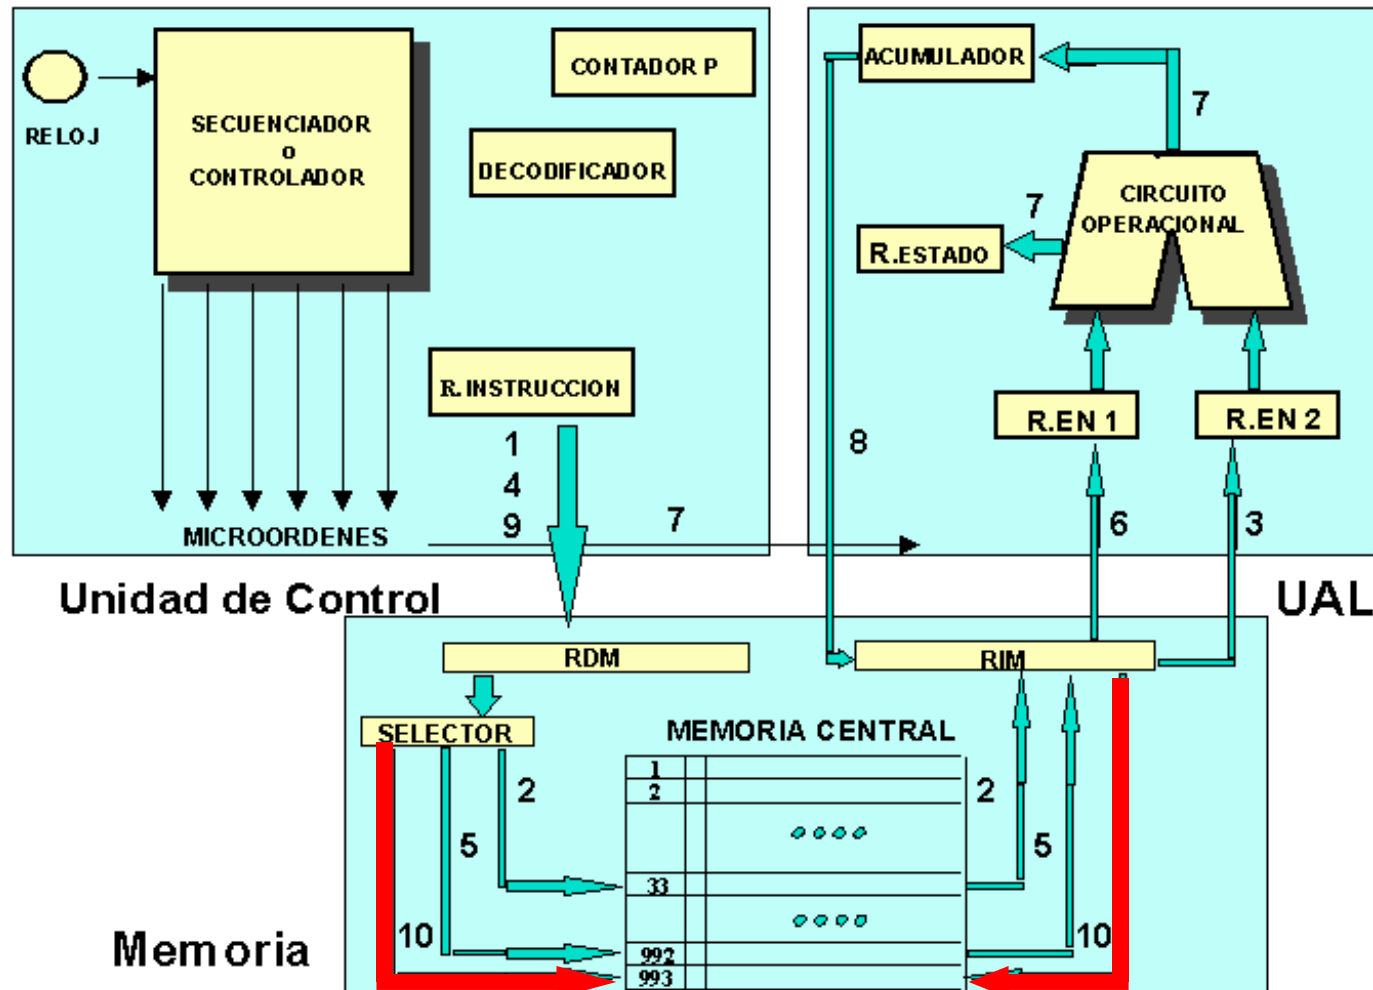 RELOJ
SECUENCIADOR
o
CONTROLADOR
CONTADOR P
DECODIFICADOR
R.INSTRUCCION
1
4
9
7
MICROORDENES
Unidad de Control
ACUMULADOR
7
CIRCUITO
OPERACIONAL
7
R.ESTADO
R.EN 1
R.EN 2
8
6
3
UAL
RDM
RIM
SELECTOR
MEMORIA CENTRAL
1
2
2
2
5
5
33
10
10
992
993
Memoria